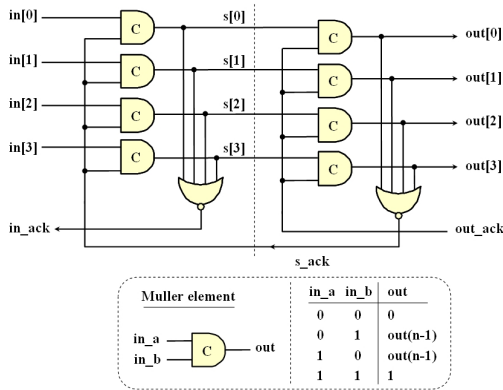 in[0]
s[0]
C
C
out[0]
in[1]
s[1]
C
C
out[1]
in[2]
s[2]
C
C
out[2]
in[3]
s[3]
C
C
out[3]
in_ack
out_ack
s_ack
Muller element
in_a
in_b
C
out
in_a in_b out
0 0 0
0 1 out(n-1)
1 0 out(n-1)
1 1 1